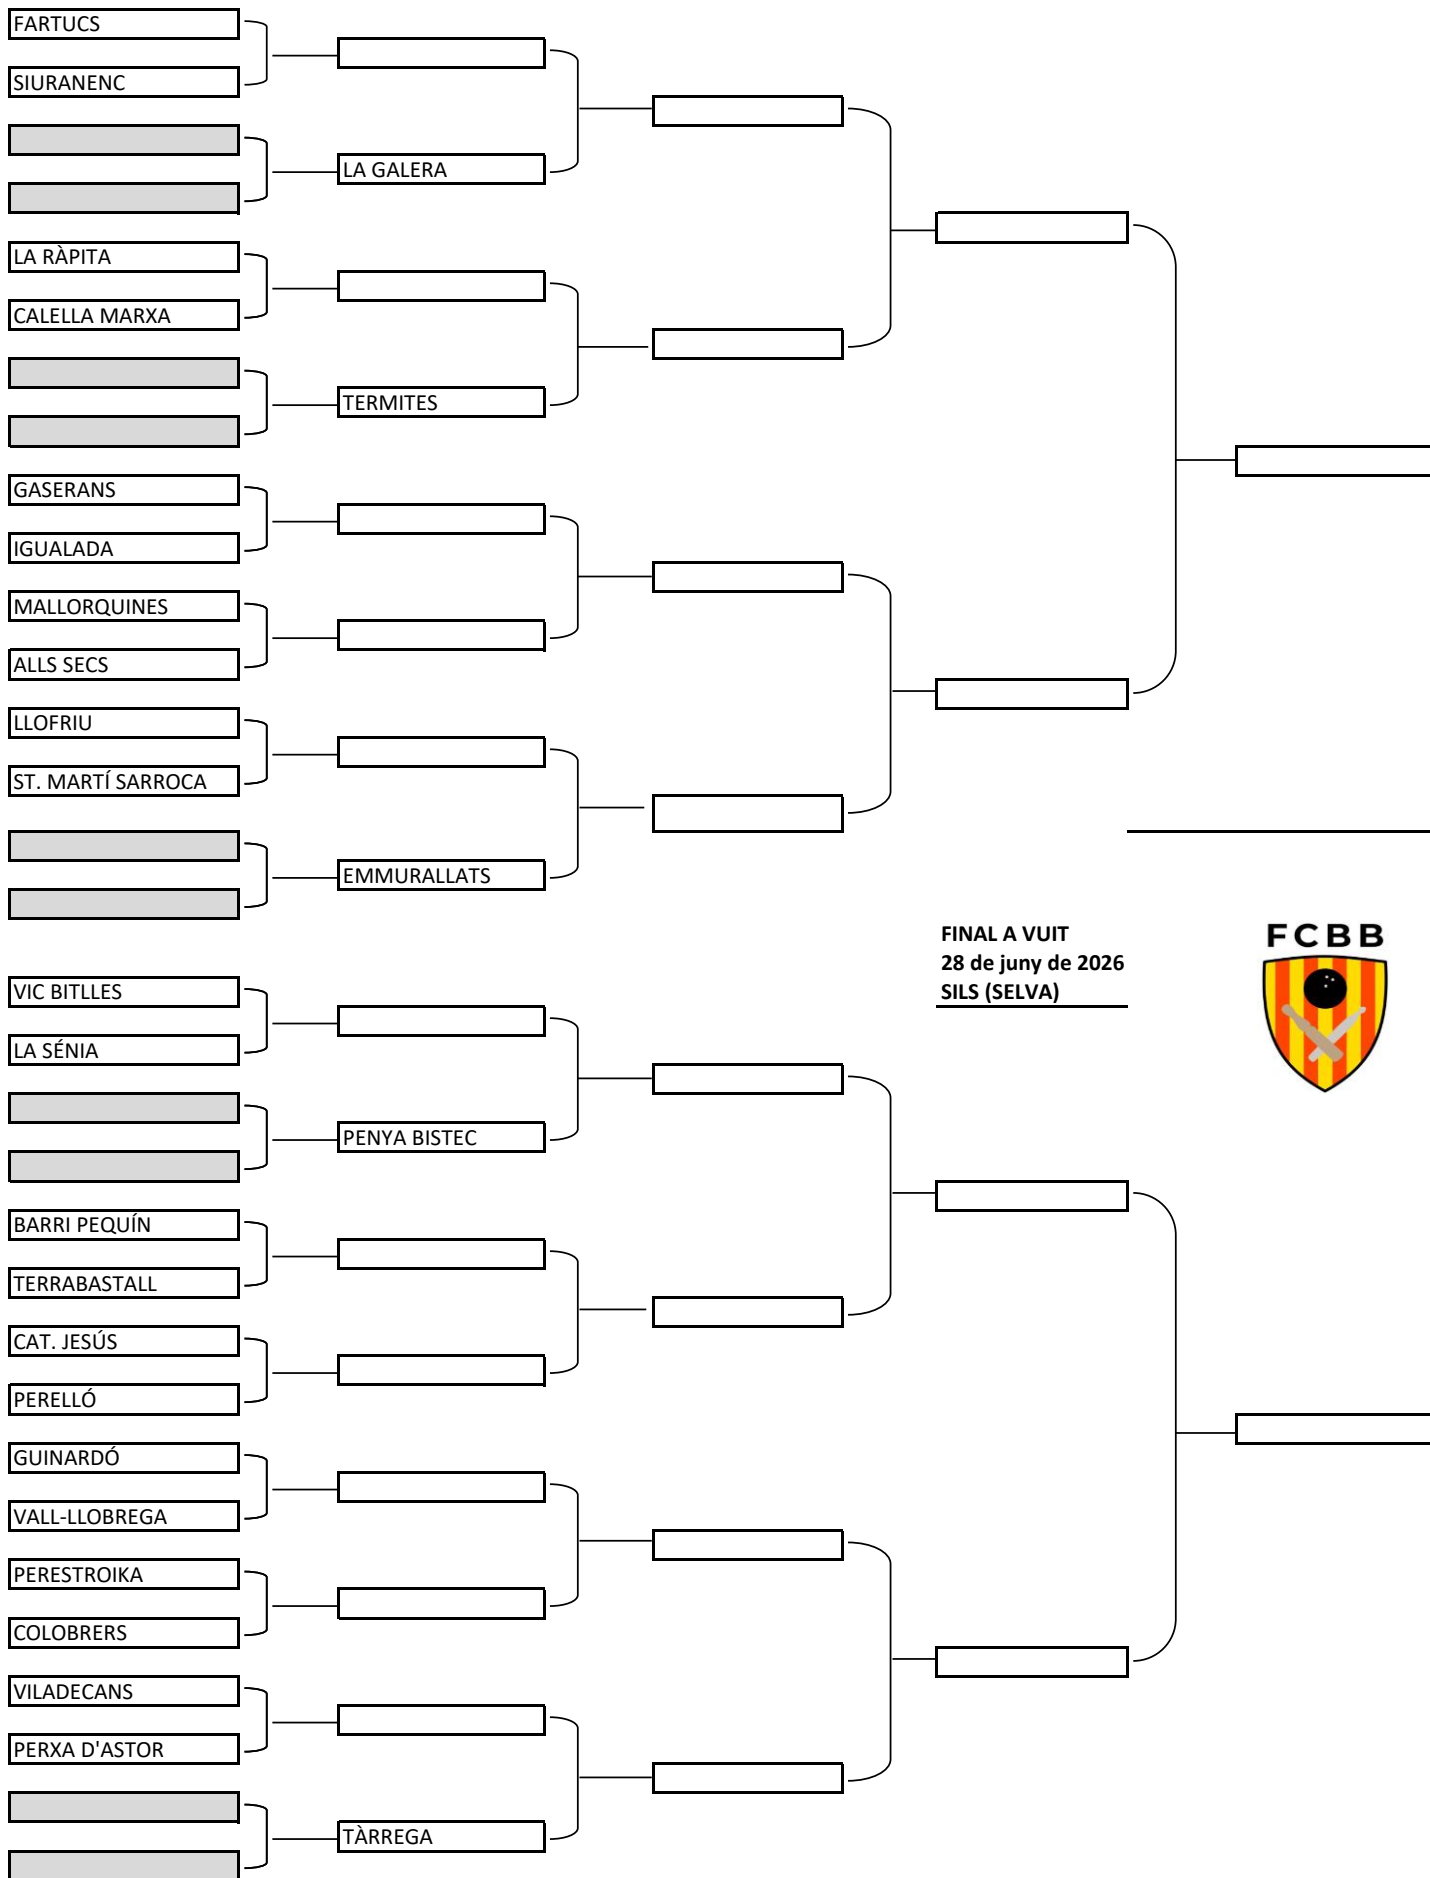 FARTUCS
SIURANENC
LA GALERA
LA RÀPITA
CALELLA MARXA
TERMITES
GASERANS
IGUALADA
MALLORQUINES
ALLS SECS
LLOFRIU
ST. MARTÍ SARROCA
EMMURALLATS
FINAL A VUIT
28 de juny de 2026
SILS (SELVA)
FCBB
VIC BITLLES
LA SÉNIA
PENYA BISTEC
BARRI PEQUÍN
TERRABASTALL
CAT. JESÚS
PERELLÓ
GUINARDÓ
VALL-LLOBREGA
PERESTROIKA
COLOBRERS
VILADECANS
PERXA D'ASTOR
TÀRREGA